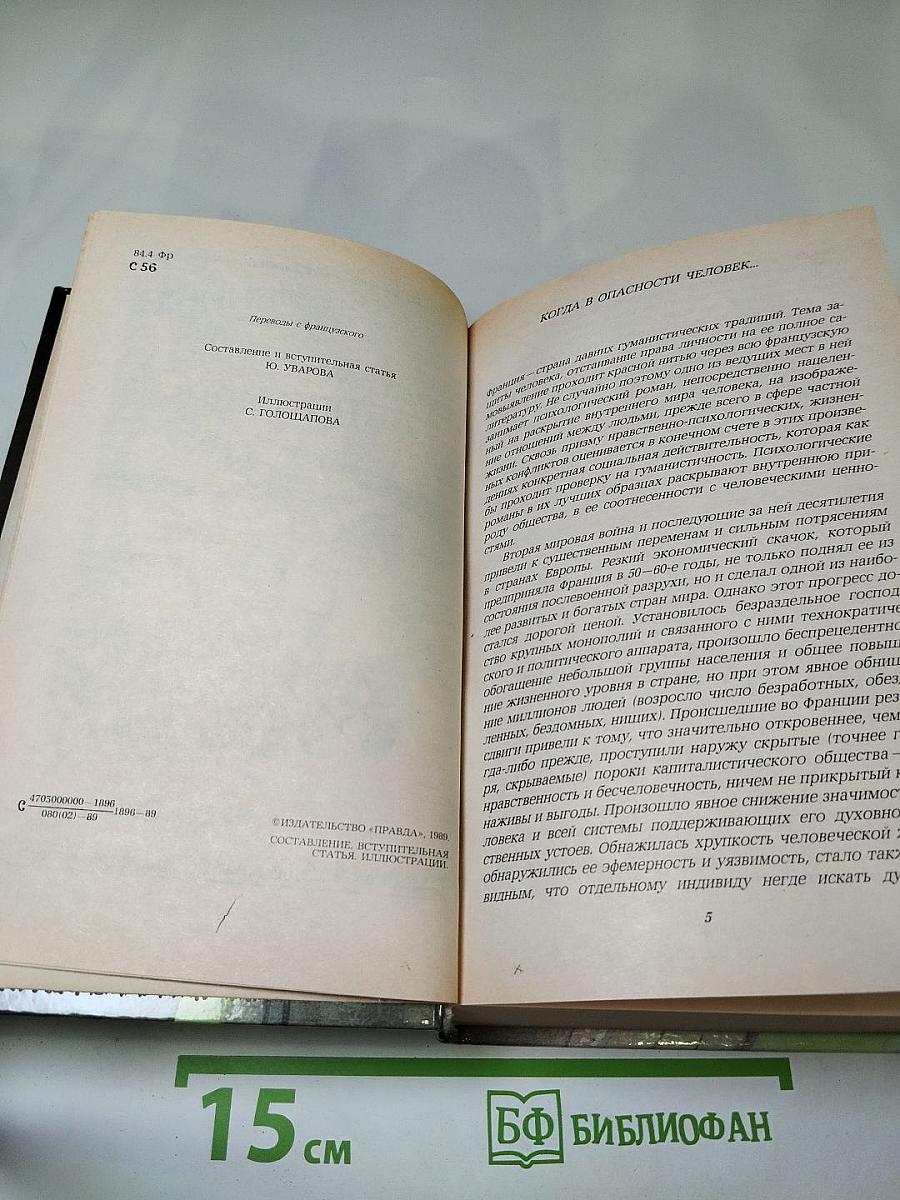 84.4 Фр
С 56
Переводы с французского
Составление и вступительная статья
Ю. УВАРОВА
Иллюстрации
С. ГОЛОЩАПОВА
С 4705000000—1896
080(02)—89
1896—89
©ИЗДАТЕЛЬСТВО «ПРАВДА», 1989.
СОСТАВЛЕНИЕ. ВСТУПИТЕЛЬНАЯ
СТАТЬЯ. ИЛЛЮСТРАЦИИ.
КОГДА В ОПАСНОСТИ ЧЕЛОВЕК...
Франция — страна давних гуманистических традиций. Тема за-
щиты человека, отстаивание права личности на ее полное са-
мовыявление проходит красной нитью через всю французскую
литературу. Не случайно поэтому одно из ведущих мест в ней
занимает психологический роман, непосредственно нацелен-
ный на раскрытие внутреннего мира человека, на изображе-
ние отношений между людьми, прежде всего в сфере частной
жизни. Сквозь призму нравственно-психологических, жизнен-
ных конфликтов оценивается в конечном счете в этих произве-
дениях конкретная социальная действительность, которая как
бы проходит проверку на гуманистичность. Психологические
романы в их лучших образцах раскрывают внутреннюю при-
роду общества, в ее соотнесенности с человеческими ценно-
стями.
Вторая мировая война и последующие за ней десятилетия
привели к существенным переменам и сильным потрясениям
в странах Европы. Резкий экономический скачок, который
предприняла Франция в 50—60-е годы, не только поднял ее из
состояния послевоенной разрухи, но и сделал одной из наибо-
лее развитых и богатых стран мира. Однако этот прогресс до-
стался дорогой ценой. Установилось безраздельное господ
ство крупных монополий и связанного с ними технократиче
ского и политического аппарата, произошло беспрецедентно
обогащение небольшой группы населения и общее повыш
ние жизненного уровня в стране, но при этом явное обнищ
ние миллионов людей (возросло число безработных, обезд
ленных, бездомных, нищих). Происшедшие во Франции рез
сдвиги привели к тому, что значительно откровеннее, чем
гда-либо прежде, проступили наружу скрытые (точнее г
ря, скрываемые) пороки капиталистического общества —
нравственность и бесчеловечность, ничем не прикрытый к
наживы и выгоды. Произошло явное снижение значимост
ловека и всей системы поддерживающих его духовно
ственных устоев. Обнажилась хрупкость человеческой ж
обнаружились ее эфемерность и уязвимость, стало такж
видным, что отдельному индивиду негде искать ду
5
15 см
БФ БИБЛИОФАН